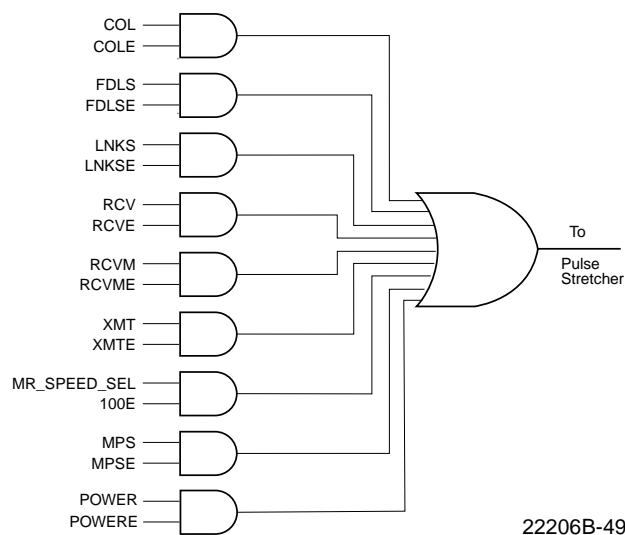 COL
COLE
FDLS
FDLSE
LNKS
LNKSE
RCV
RCVE
RCVM
RCVME
XMT
XMTE
MR_SPEED_SEL
100E
MPS
MPSE
POWER
POWERE
To
Pulse
Stretcher
22206B-49